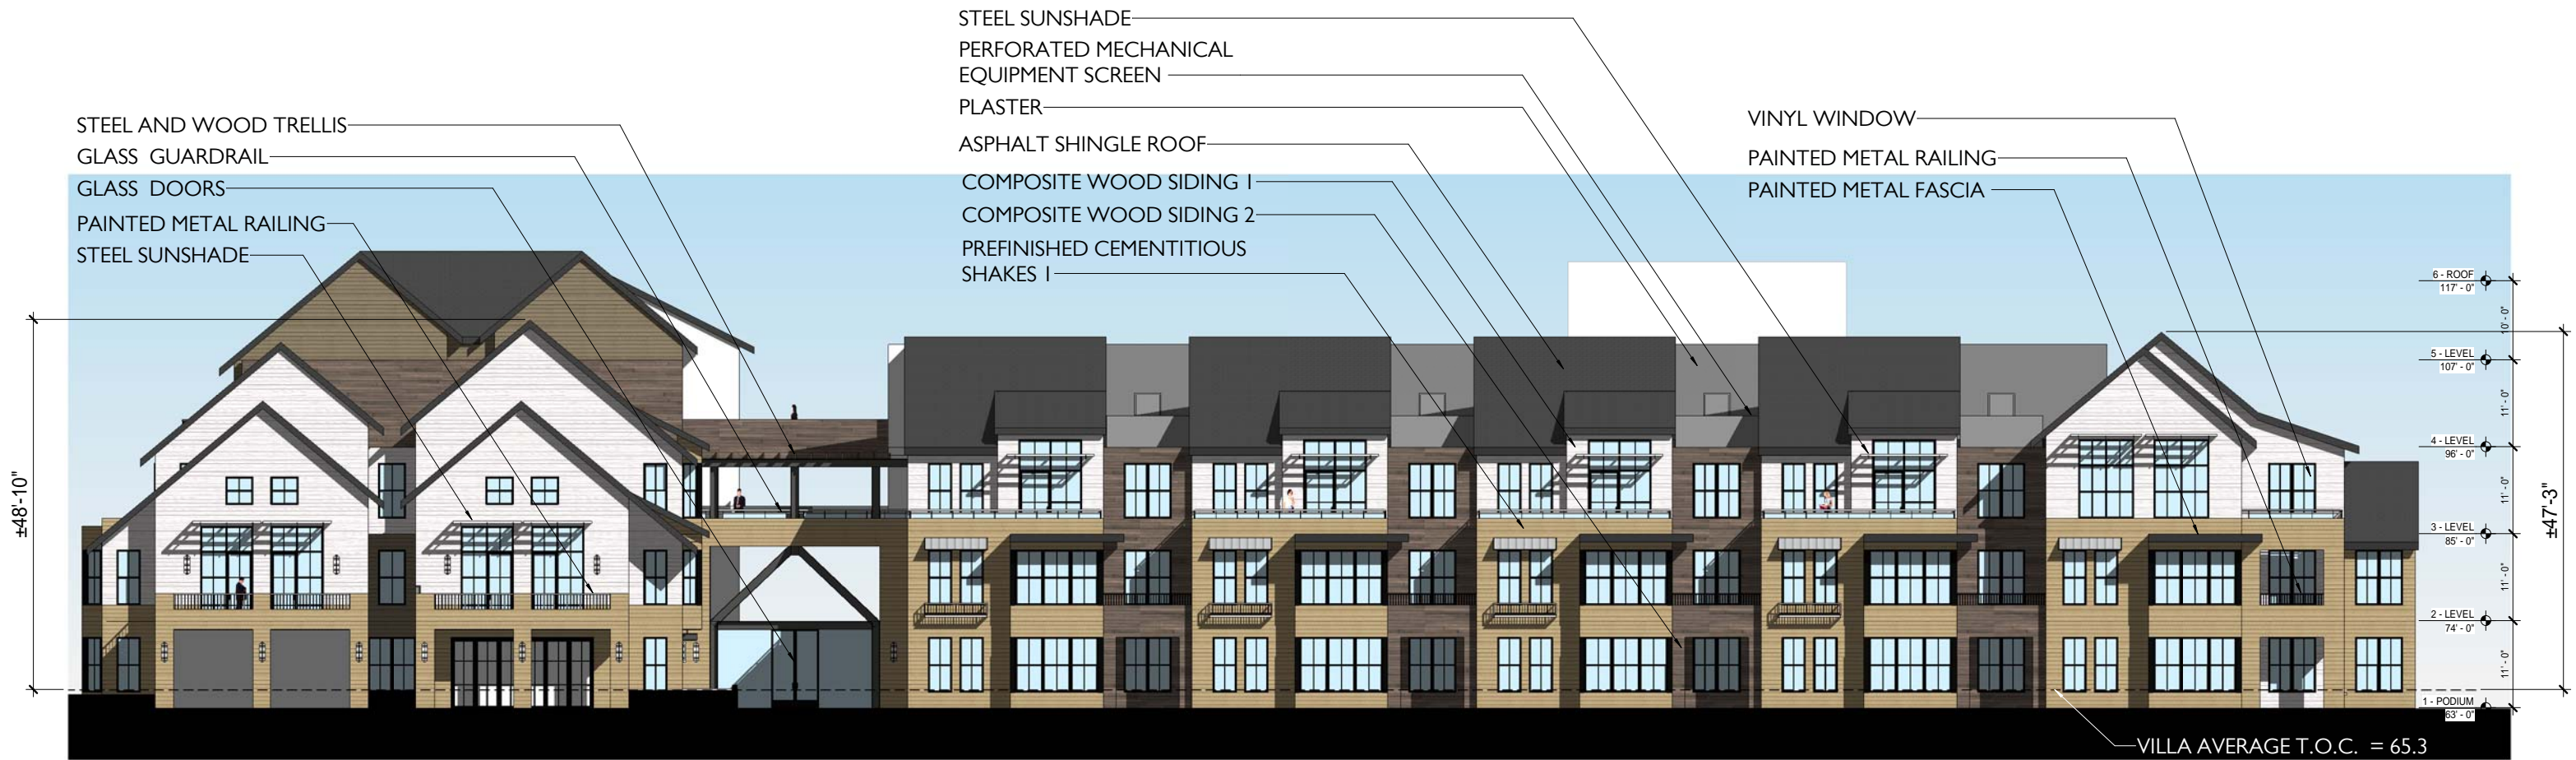 STEEL SUNSHADE
PERFORATED MECHANICAL
EQUIPMENT SCREEN
PLASTER
ASPHALT SHINGLE ROOF
COMPOSITE WOOD SIDING 1
COMPOSITE WOOD SIDING 2
PREFINISHED CEMENTITIOUS
SHAKES 1
STEEL AND WOOD TRELLIS
GLASS GUARDRAIL
GLASS DOORS
PAINTED METAL RAILING
STEEL SUNSHADE
VINYL WINDOW
PAINTED METAL RAILING
PAINTED METAL FASCIA
±48'-10"
6 - ROOF
117' - 0"
10' - 0"
5 - LEVEL
107' - 0"
11' - 0"
4 - LEVEL
96' - 0"
11' - 0"
3 - LEVEL
85' - 0"
11' - 0"
2 - LEVEL
74' - 0"
11' - 0"
1 - PODIUM
63' - 0"
±47'-3"
VILLA AVERAGE T.O.C. = 65.3